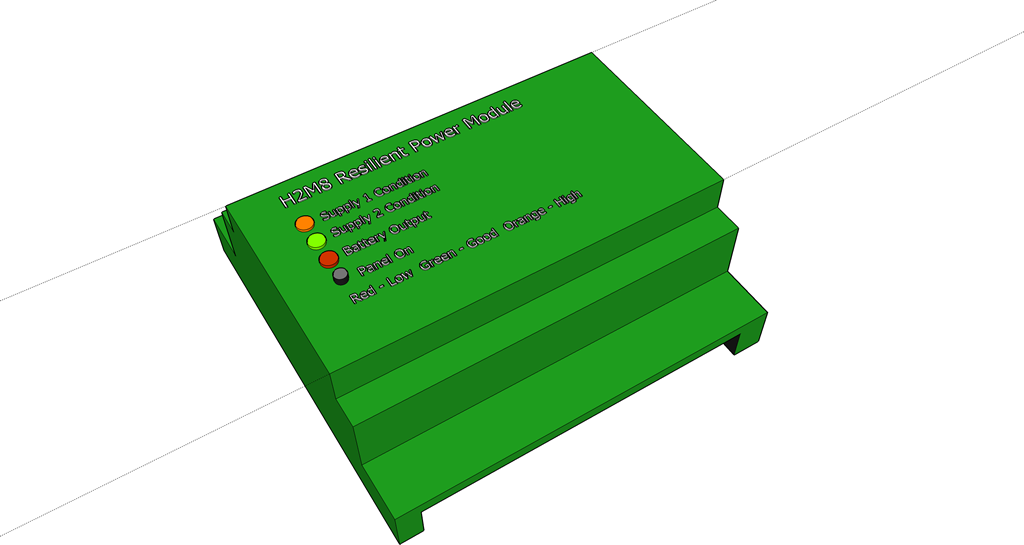 H2M8 Resilient Power Module
Supply 1 Condition
Supply 2 Condition
Battery Output
Panel On
Red - Low Green - Good Orange - High